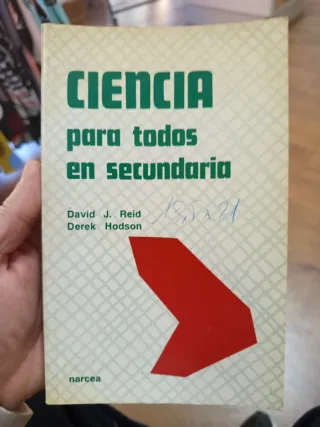 CIENCIA
para todos
en secundaria
David J. Reid
Derek Hodson
narcea